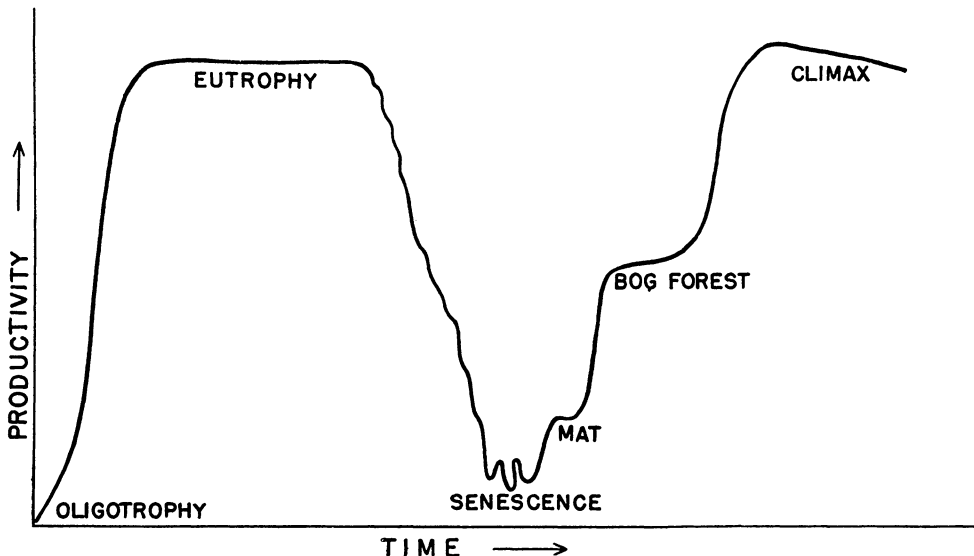 EUTROPHY
CLIMAX
PRODUCTIVITY
BOG FOREST
MAT
SENESCENCE
OLIGOTROPHY
TIME